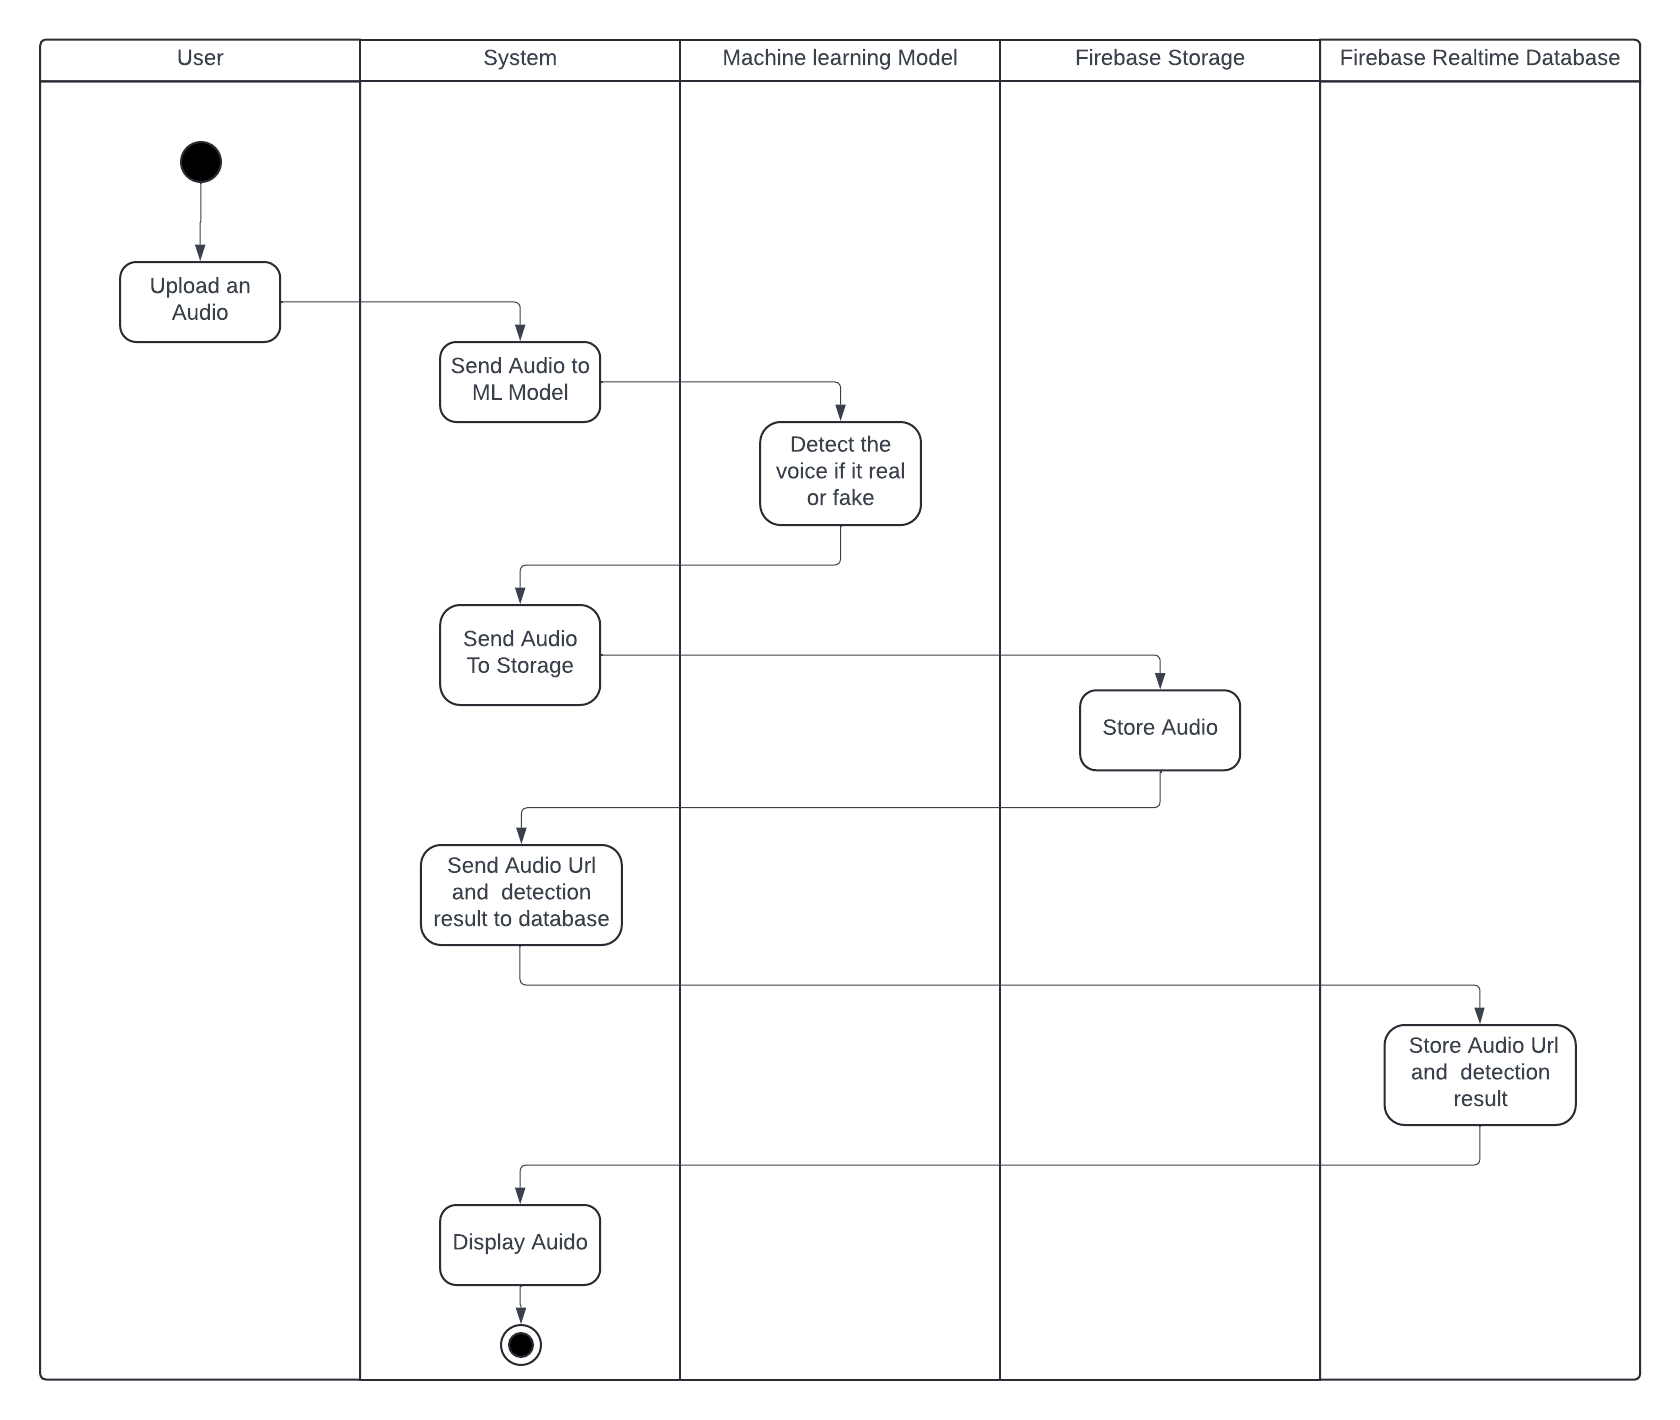 User
System
Machine learning Model
Firebase Storage
Firebase Realtime Database
Upload an
Audio
Send Audio to
ML Model
Detect the
voice if it real
or fake
Send Audio
To Storage
Store Audio
Send Audio Url
and  detection
result to database
Store Audio Url
and  detection
result
Display Auido